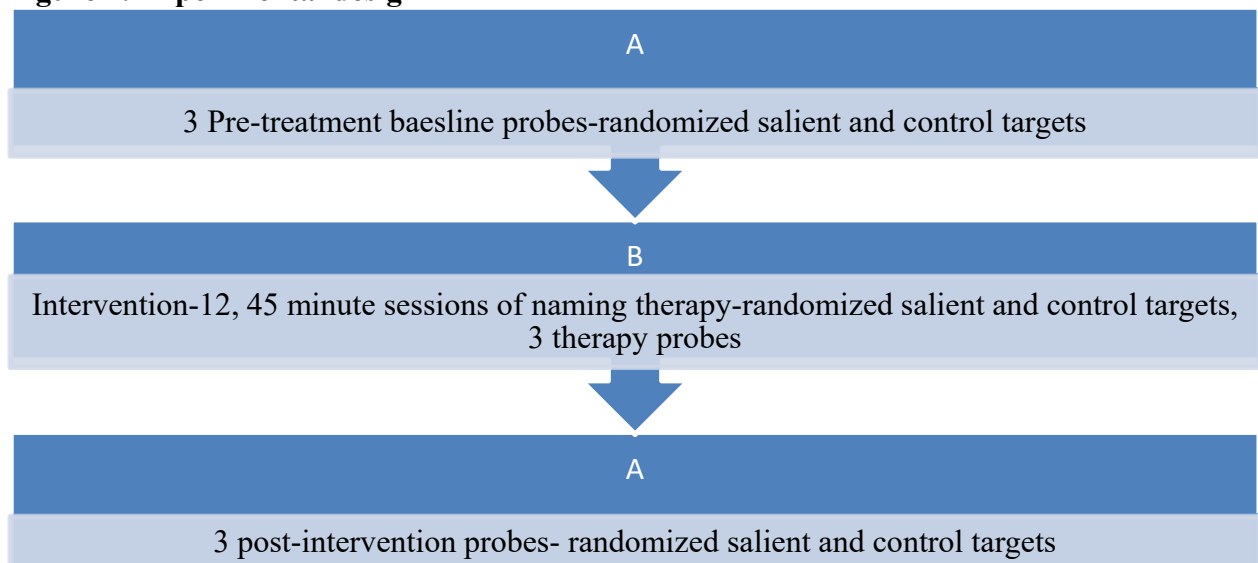 A
3 Pre-treatment baesline probes-randomized salient and control targets
B
Intervention-12, 45 minute sessions of naming therapy-randomized salient and control targets,
3 therapy probes
A
3 post-intervention probes- randomized salient and control targets